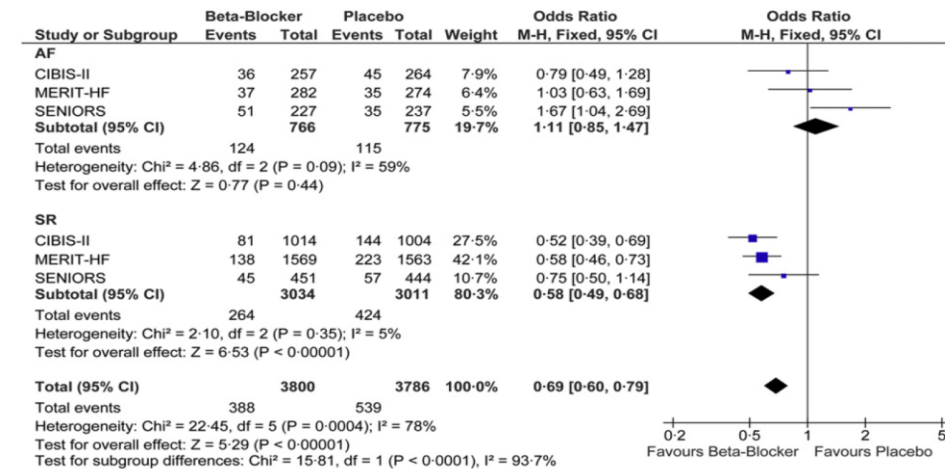 Beta-Blocker Placebo Odds Ratio Odds Ratio
Study or Subgroup Events Total Events Total Weight M-H, Fixed, 95% CI M-H, Fixed, 95% CI
AF
CIBIS-II 36 257 45 264 7·9% 0·79 [0·49, 1·28]
MERIT-HF 37 282 35 274 6·4% 1·03 [0·63, 1·69]
SENIORS 51 227 35 237 5·5% 1·67 [1·04, 2·69]
Subtotal (95% CI) 766 775 19·7% 1·11 [0·85, 1·47]
Total events 124 115
Heterogeneity: Chi² = 4·86, df = 2 (P = 0·09); I² = 59%
Test for overall effect: Z = 0·77 (P = 0·44)
SR
CIBIS-II 81 1014 144 1004 27·5% 0·52 [0·39, 0·69]
MERIT-HF 138 1569 223 1563 42·1% 0·58 [0·46, 0·73]
SENIORS 45 451 57 444 10·7% 0·75 [0·50, 1·14]
Subtotal (95% CI) 3034 3011 80·3% 0·58 [0·49, 0·68]
Total events 264 424
Heterogeneity: Chi² = 2·10, df = 2 (P = 0·35); I² = 5%
Test for overall effect: Z = 6·53 (P < 0·00001)
Total (95% CI) 3800 3786 100·0% 0·69 [0·60, 0·79]
Total events 388 539
Heterogeneity: Chi² = 22·45, df = 5 (P = 0·0004); I² = 78%
Test for overall effect: Z = 5·29 (P < 0·00001)
Test for subgroup differences: Chi² = 15·81, df = 1 (P < 0·0001), I² = 93·7%
0·2 0·5 1 2 5
Favours Beta-Blocker Favours Placebo